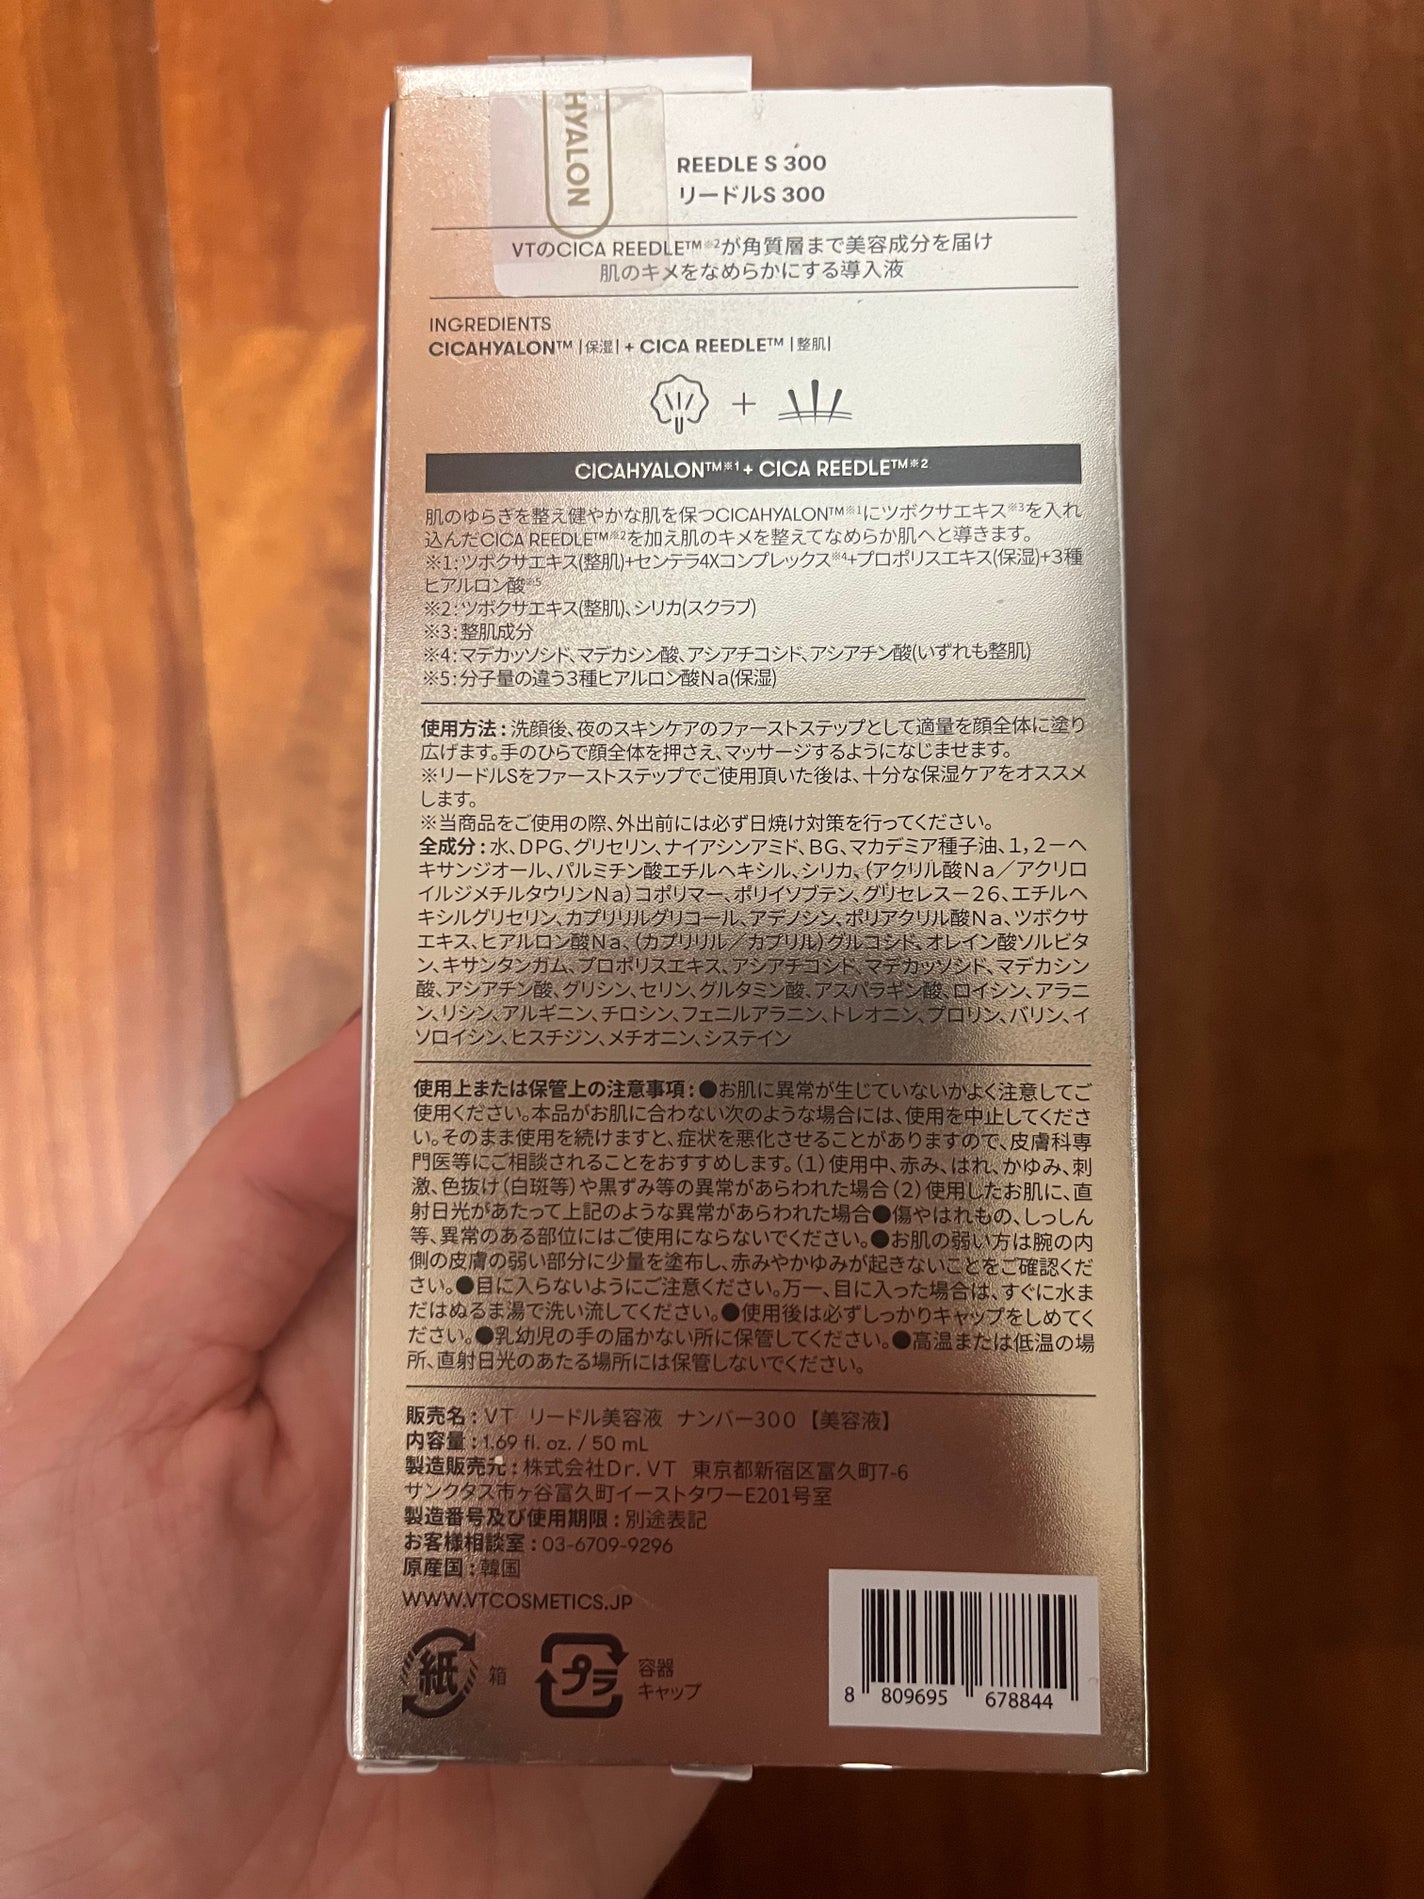 HYALON
REEDLE S 300
リードルS 300
VTのCICA REEDLE™※2が角質層まで美容成分を届け
肌のキメをなめらかにする導入液
INGREDIENTS
CICAHYALON™ |保湿| + CICA REEDLE™ |整肌|
+
CICAHYALON™※1 + CICA REEDLE™※2
肌のゆらぎを整え健やかな肌を保つCICAHYALON™※1にツボクサエキス※3を入れ
込んだCICA REEDLE™※2を加え肌のキメを整えてなめらか肌へと導きます。
※1:ツボクサエキス(整肌)+センテラ4Xコンプレックス※4+プロポリスエキス(保湿)+3種
ヒアルロン酸※5
※2:ツボクサエキス(整肌)、シリカ(スクラブ)
※3:整肌成分
※4:マデカッソシド、マデカシン酸、アシアチコシド、アシアチン酸(いずれも整肌)
※5:分子量の違う3種ヒアルロン酸Na(保湿)
使用方法:洗顔後、夜のスキンケアのファーストステップとして適量を顔全体に塗り
広げます。手のひらで顔全体を押さえ、マッサージするようになじませます。
※リードルSをファーストステップでご使用頂いた後は、十分な保湿ケアをオススメ
します。
※当商品をご使用の際、外出前には必ず日焼け対策を行ってください。
全成分:水、DPG、グリセリン、ナイアシンアミド、BG、マカデミア種子油、1,2-ヘ
キサンジオール、パルミチン酸エチルヘキシル、シリカ、(アクリル酸Na/アクリロ
イルジメチルタウリンNa)コポリマー、ポリイソブテン、グリセレス-26、エチルヘ
キシルグリセリン、カプリリルグリコール、アデノシン、ポリアクリル酸Na、ツボクサ
エキス、ヒアルロン酸Na、(カプリリル/カプリル)グルコシド、オレイン酸ソルビタ
ン、キサンタンガム、プロポリスエキス、アシアチコシド、マデカッソシド、マデカシン
酸、アシアチン酸、グリシン、セリン、グルタミン酸、アスパラギン酸、ロイシン、アラニ
ン、リシン、アルギニン、チロシン、フェニルアラニン、トレオニン、プロリン、バリン、イ
ソロイシン、ヒスチジン、メチオニン、システイン
使用上または保管上の注意事項:●お肌に異常が生じていないかよく注意してご
使用ください。本品がお肌に合わない次のような場合には、使用を中止してくださ
い。そのまま使用を続けますと、症状を悪化させることがありますので、皮膚科専
門医等にご相談されることをおすすめします。(1)使用中、赤み、はれ、かゆみ、刺
激、色抜け(白斑等)や黒ずみ等の異常があらわれた場合(2)使用したお肌に、直
射日光があたって上記のような異常があらわれた場合●傷やはれもの、しっしん
等、異常のある部位にはご使用にならないでください。●お肌の弱い方は腕の内
側の皮膚の弱い部分に少量を塗布し、赤みやかゆみが起きないことをご確認くだ
さい。●目に入らないようにご注意ください。万一、目に入った場合は、すぐに水ま
だはぬるま湯で洗い流してください。●使用後は必ずしっかりキャップをしめてく
ださい。●乳幼児の手の届かない所に保管してください。●高温または低温の場
所、直射日光のあたる場所には保管しないでください。
販売名:VT リードル美容液 ナンバー300【美容液】
内容量:1.69 fl. oz. / 50 mL
製造販売元:株式会社Dr. VT 東京都新宿区富久町7-6
サンクタス市ヶ谷富久町イーストタワーE201号室
製造番号及び使用期限:別途表記
お客様相談室:03-6709-9296
原産国:韓国
WWW.VTCOSMETICS.JP
紙 箱
プラ 容器
キャップ
8 809695 678844